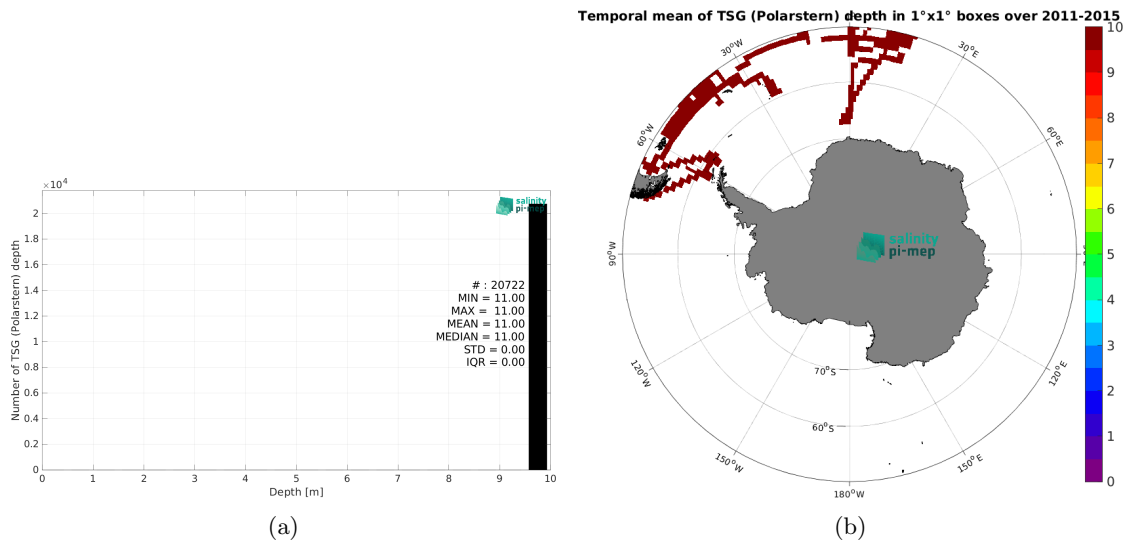 Temporal mean of TSG (Polarstern) depth in 1°x1° boxes over 2011-2015
×10⁴
2
1.8
1.6
1.4
1.2
1
0.8
0.6
0.4
0.2
0
Number of TSG (Polarstern) depth
salinity
pi-mep
# : 20722
MIN = 11.00
MAX = 11.00
MEAN = 11.00
MEDIAN = 11.00
STD = 0.00
IQR = 0.00
0 1 2 3 4 5 6 7 8 9 10
Depth [m]
(a)
0°
30°W
30°E
60°W
60°E
90°W
120°W
120°E
150°W
150°E
180°W
70°S
60°S
salinity
pi-mep
10
9
8
7
6
5
4
3
2
1
0
(b)